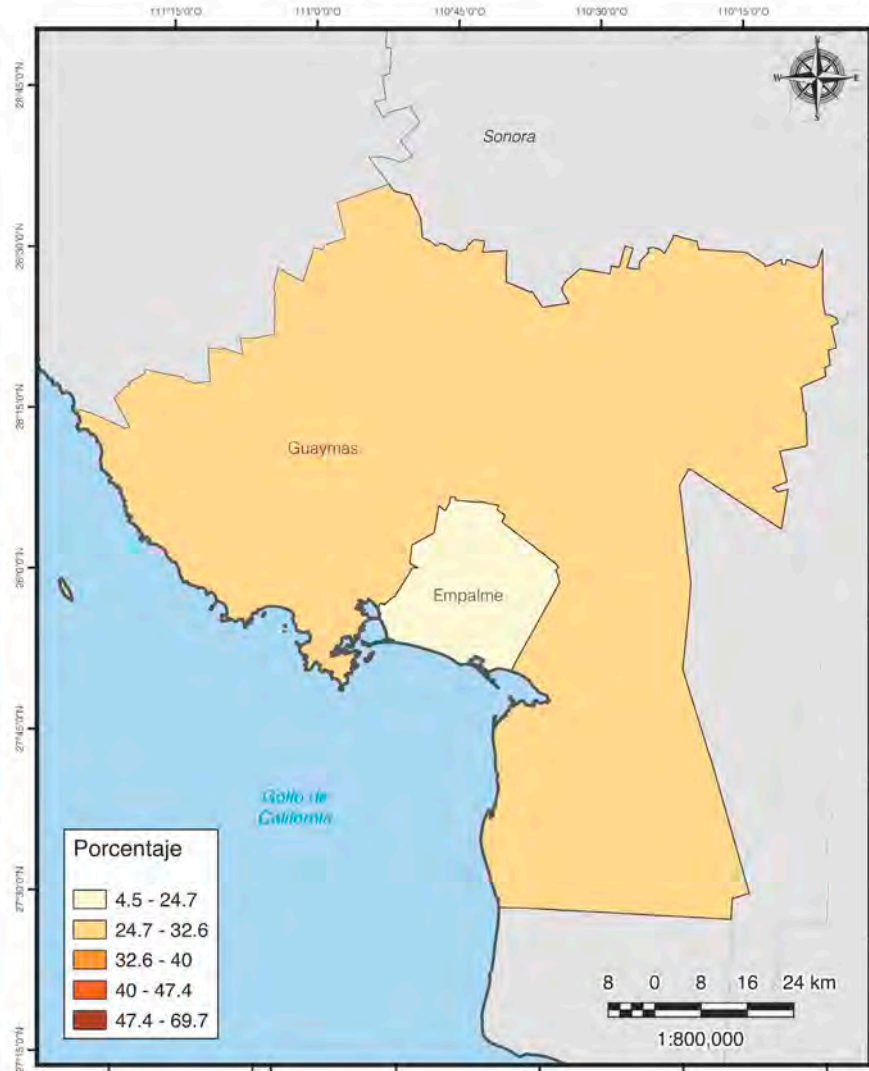 111°15'0"O
111°0'0"O
110°45'0"O
110°30'0"O
110°15'0"O
N
W
E
S
28°45'0"N
28°30'0"N
28°15'0"N
28°0'0"N
27°45'0"N
27°30'0"N
27°15'0"N
Sonora
Guaymas
Empalme
Golfo de
California
Porcentaje
4.5 - 24.7
24.7 - 32.6
32.6 - 40
40 - 47.4
47.4 - 69.7
8 0 8 16 24 km
1:800,000